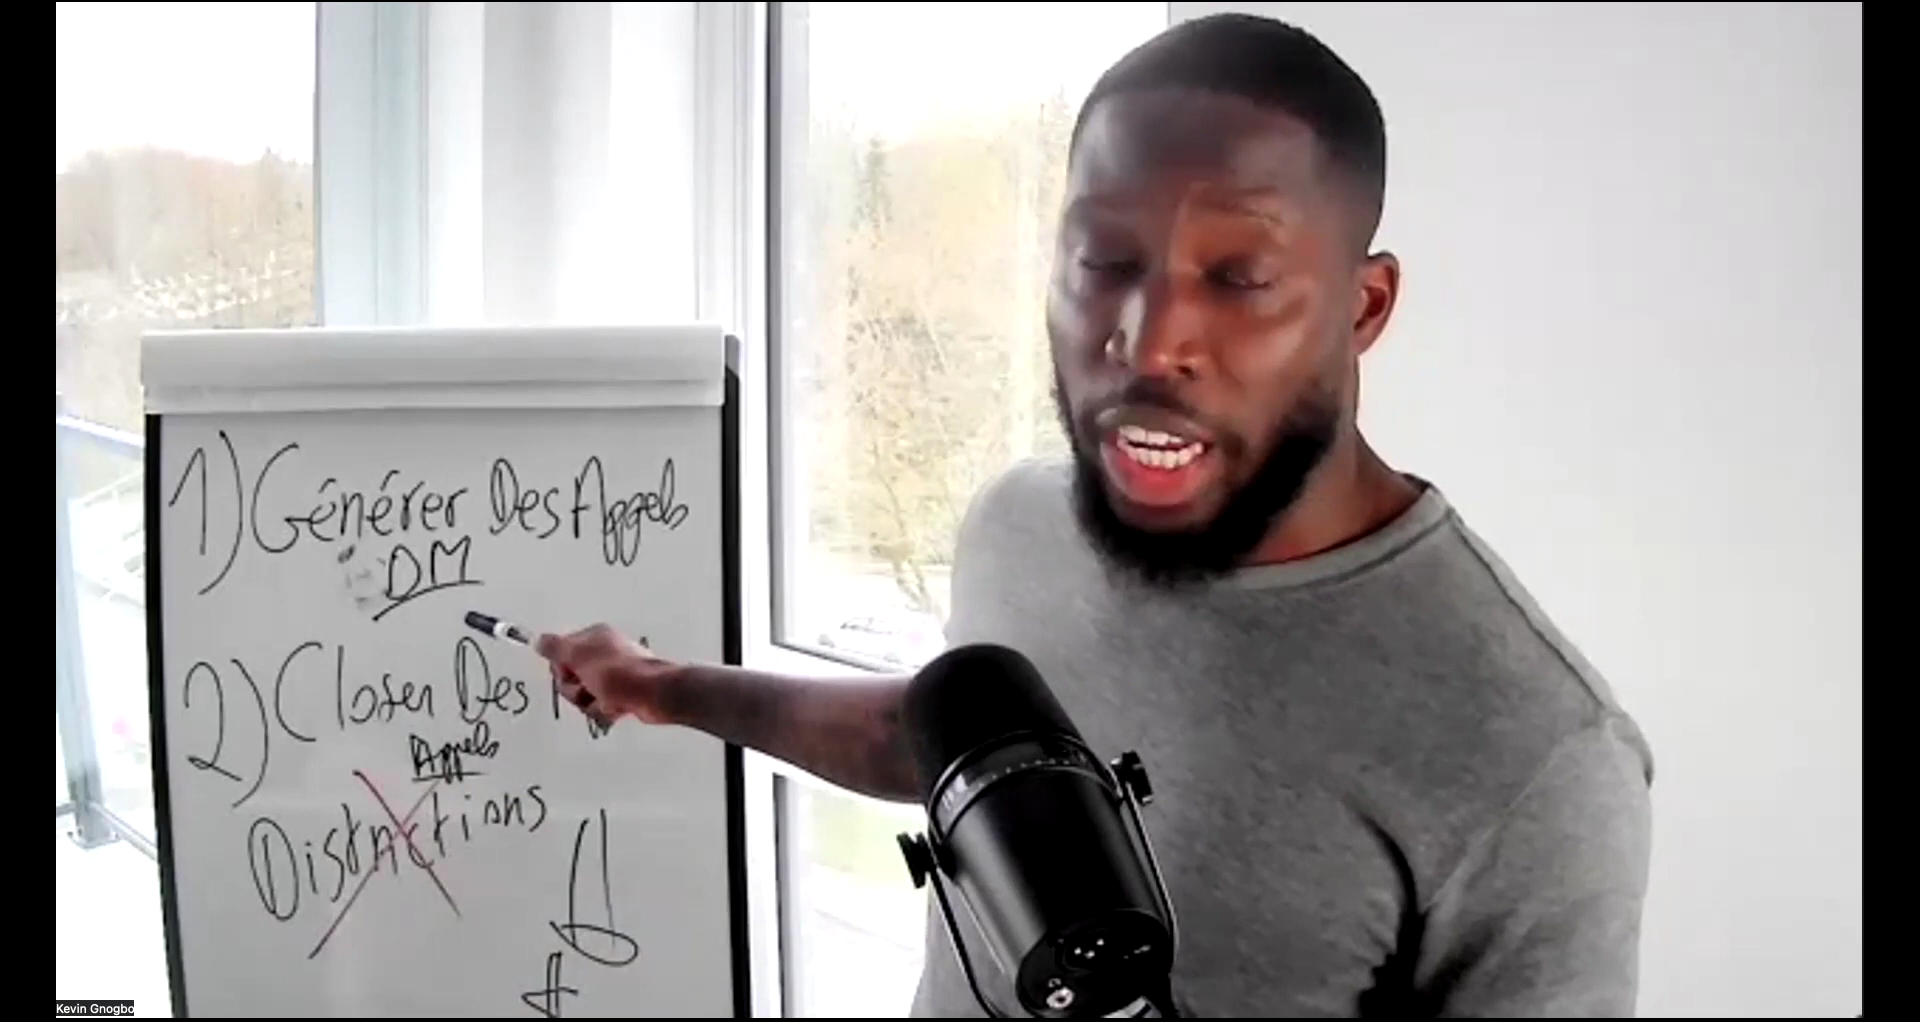 1) Générer Des Appels
DM
2) Closer Des
Appels
Distractions
Kevin Gnogbo